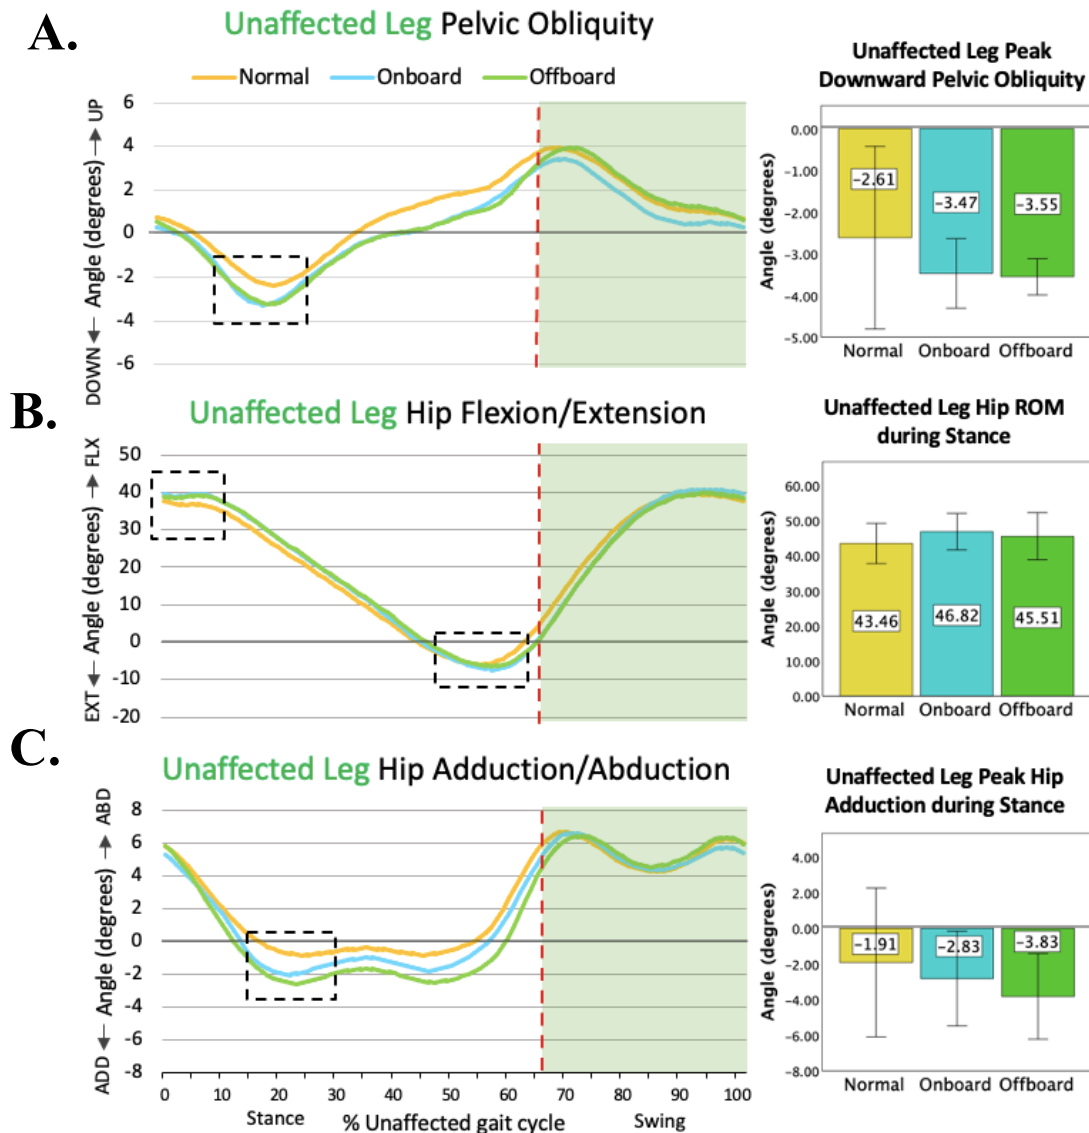 A.
Unaffected Leg Pelvic Obliquity
Normal Onboard Offboard
DOWN ← Angle (degrees) → UP
6
4
2
0
-2
-4
-6
Unaffected Leg Peak
Downward Pelvic Obliquity
Angle (degrees)
0.00
-1.00
-2.00
-3.00
-4.00
-5.00
-2.61
-3.47
-3.55
Normal Onboard Offboard
B.
Unaffected Leg Hip Flexion/Extension
EXT ← Angle (degrees) → FLX
50
40
30
20
10
0
-10
-20
Unaffected Leg Hip ROM
during Stance
Angle (degrees)
60.00
50.00
40.00
30.00
20.00
10.00
0.00
43.46
46.82
45.51
Normal Onboard Offboard
C.
Unaffected Leg Hip Adduction/Abduction
ADD ← Angle (degrees) → ABD
8
6
4
2
0
-2
-4
-6
-8
0 10 20 30 40 50 60 70 80 90 100
Stance % Unaffected gait cycle Swing
Unaffected Leg Peak Hip
Adduction during Stance
Angle (degrees)
4.00
2.00
0.00
-2.00
-4.00
-6.00
-8.00
-1.91
-2.83
-3.83
Normal Onboard Offboard